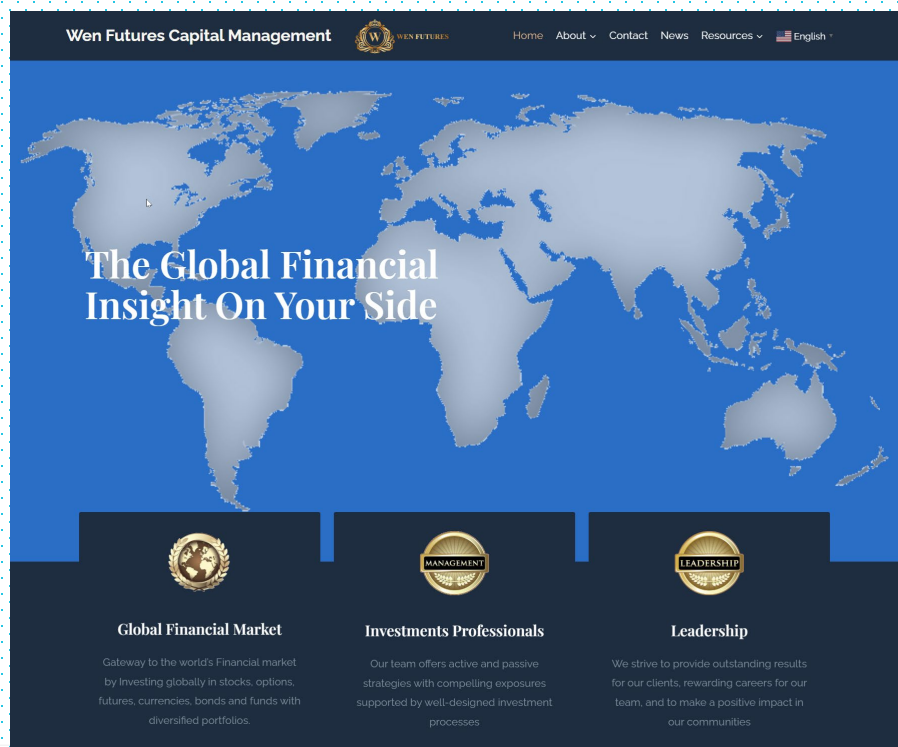 Wen Futures Capital Management
W
WEN FUTURES
Home About Contact News Resources English
The Global Financial
Insight On Your Side
MANAGEMENT
LEADERSHIP
Global Financial Market
Gateway to the world's Financial market
by Investing globally in stocks, options,
futures, currencies, bonds and funds with
diversified portfolios.
Investments Professionals
Our team offers active and passive
strategies with compelling exposures
supported by well-designed investment
processes
Leadership
We strive to provide outstanding results
for our clients, rewarding careers for our
team, and to make a positive impact in
our communities